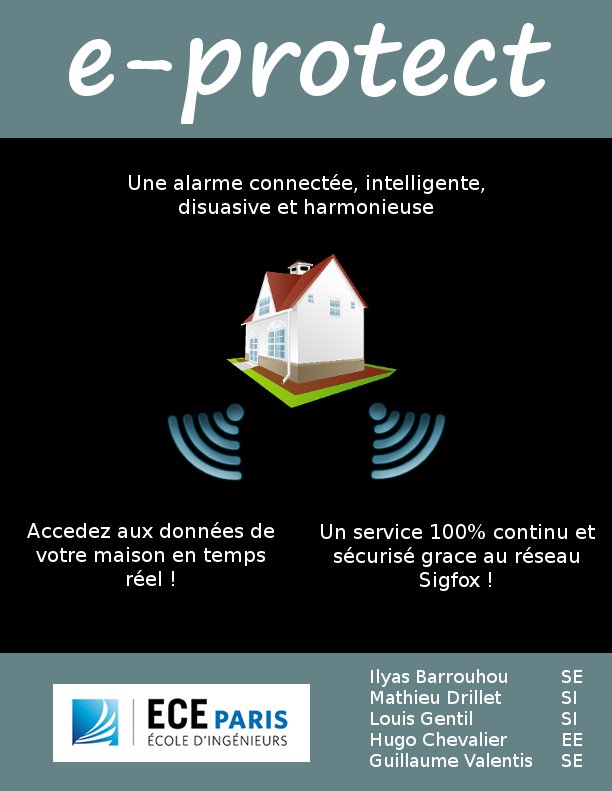 e-protect
Une alarme connectée, intelligente,
disuasive et harmonieuse
Accedez aux données de
votre maison en temps
réel !
Un service 100% continu et
sécurisé grace au réseau
Sigfox !
ECE PARIS
ÉCOLE D'INGÉNIEURS
Ilyas Barrouhou SE
Mathieu Drillet SI
Louis Gentil SI
Hugo Chevalier EE
Guillaume Valentis SE